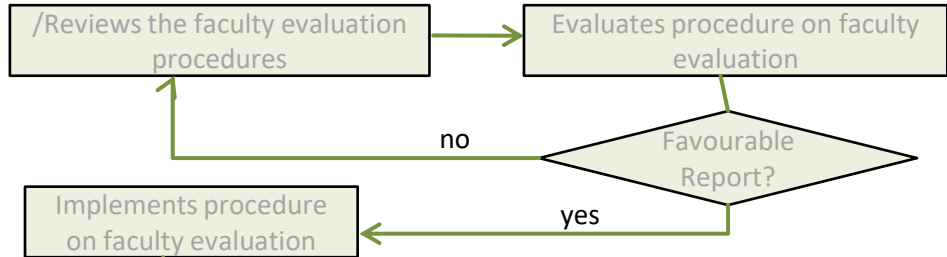 /Reviews the faculty evaluation
procedures
Evaluates procedure on faculty
evaluation
no
Favourable
Report?
yes
Implements procedure
on faculty evaluation